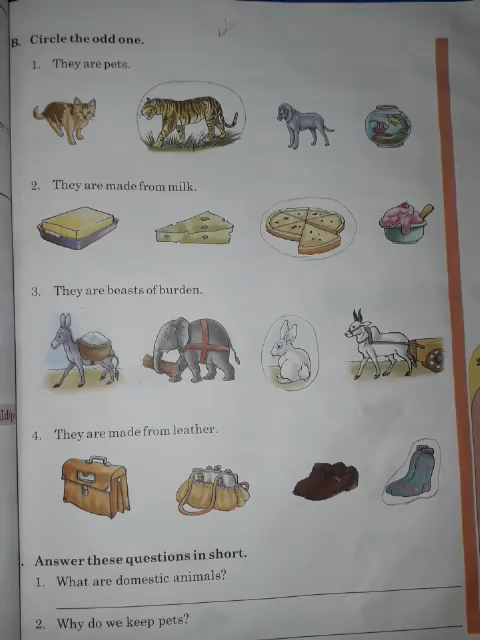 B. Circle the odd one.
1. They are pets.
2. They are made from milk.
3. They are beasts of burden.
4. They are made from leather.
. Answer these questions in short.
1. What are domestic animals?
2. Why do we keep pets?